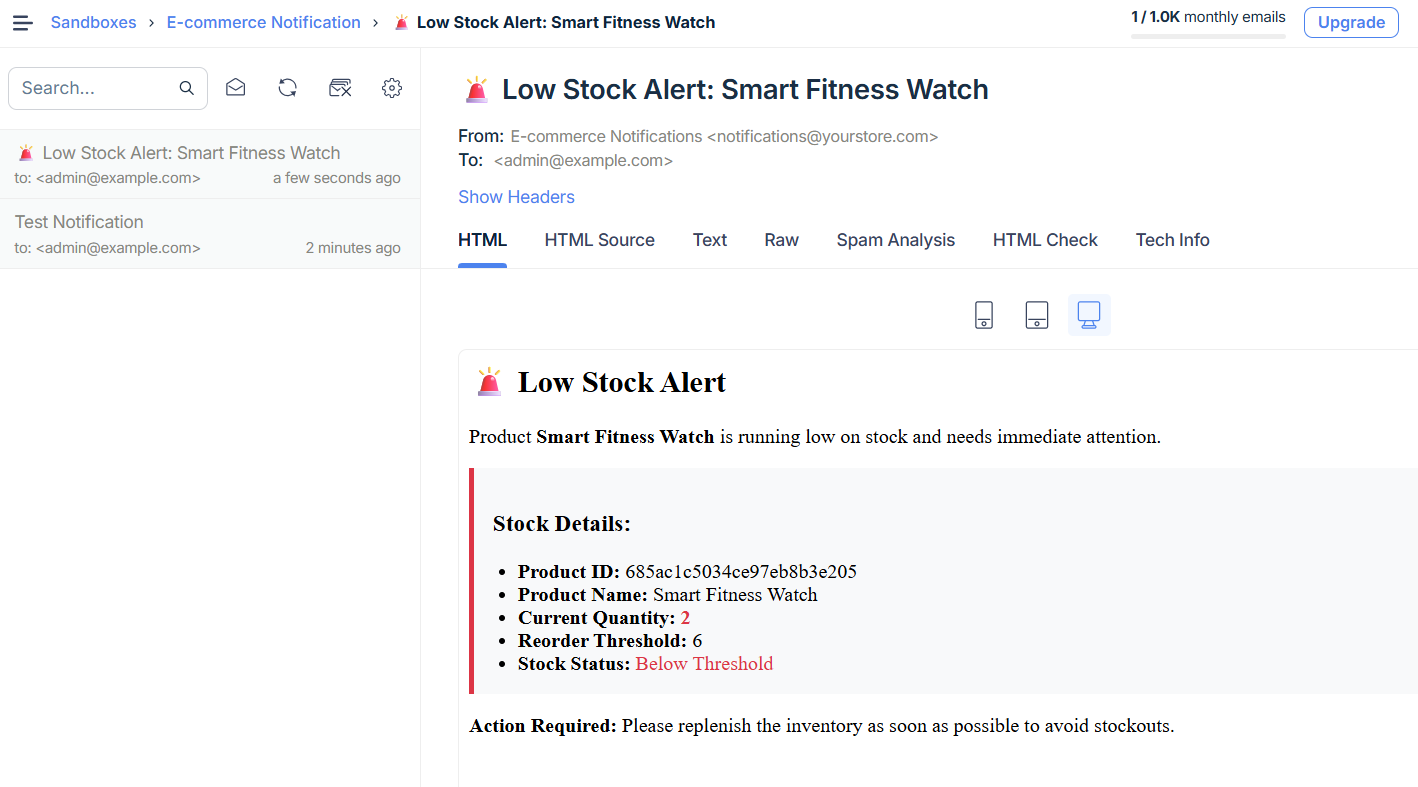 Sandboxes › E-commerce Notification › 🚨 Low Stock Alert: Smart Fitness Watch
1 / 1.0K monthly emails
Upgrade
Search...
🚨 Low Stock Alert: Smart Fitness Watch
to: <admin@example.com> a few seconds ago
Test Notification
to: <admin@example.com> 2 minutes ago
🚨 Low Stock Alert: Smart Fitness Watch
From: E-commerce Notifications <notifications@yourstore.com>
To: <admin@example.com>
Show Headers
HTML HTML Source Text Raw Spam Analysis HTML Check Tech Info
🚨 Low Stock Alert
Product Smart Fitness Watch is running low on stock and needs immediate attention.
Stock Details:
• Product ID: 685ac1c5034ce97eb8b3e205
• Product Name: Smart Fitness Watch
• Current Quantity: 2
• Reorder Threshold: 6
• Stock Status: Below Threshold
Action Required: Please replenish the inventory as soon as possible to avoid stockouts.